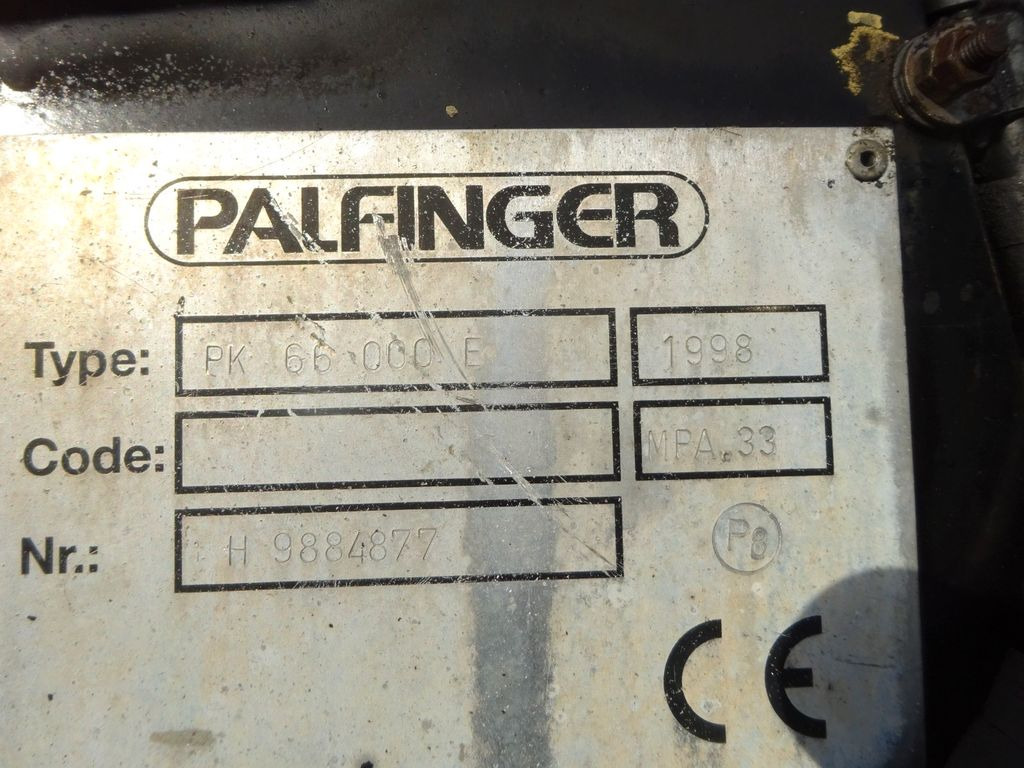 PALFINGER
Type: PK 66 000 E 1998
Code: MPA.33
Nr.: H 9884877
P8
CE